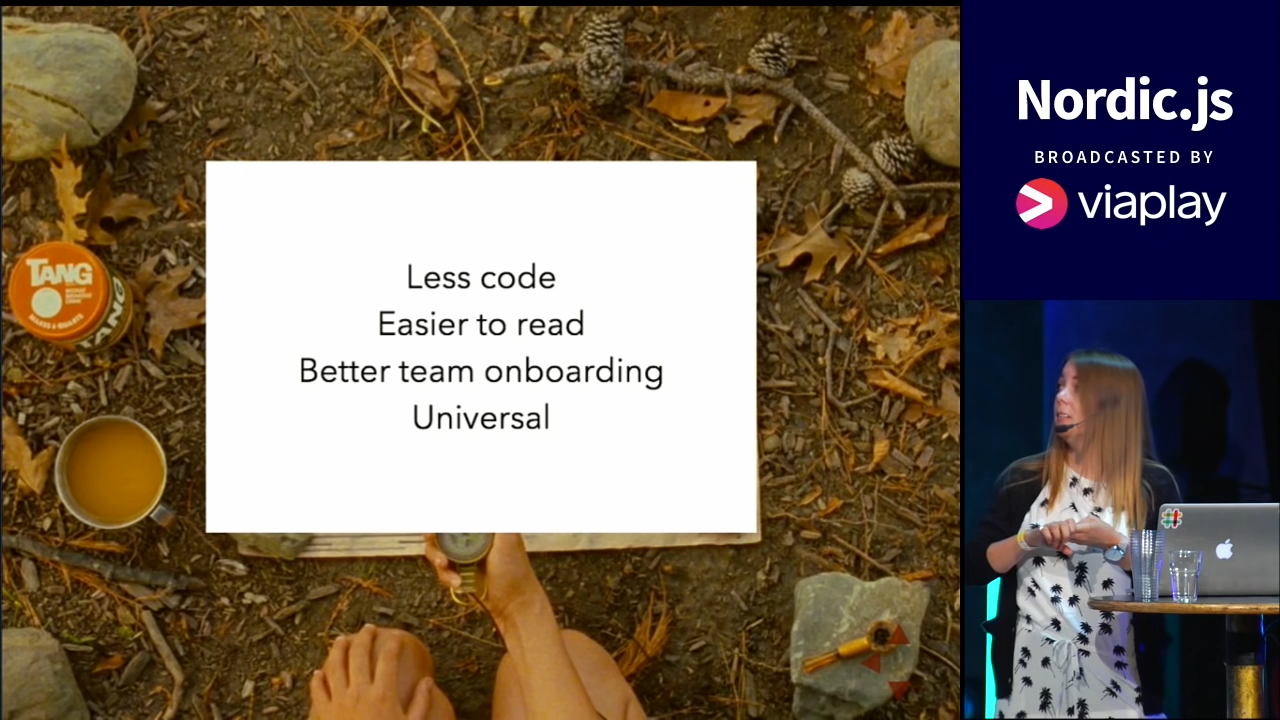 Less code
Easier to read
Better team onboarding
Universal
TANG
TANG
Nordic.js
BROADCASTED BY
viaplay